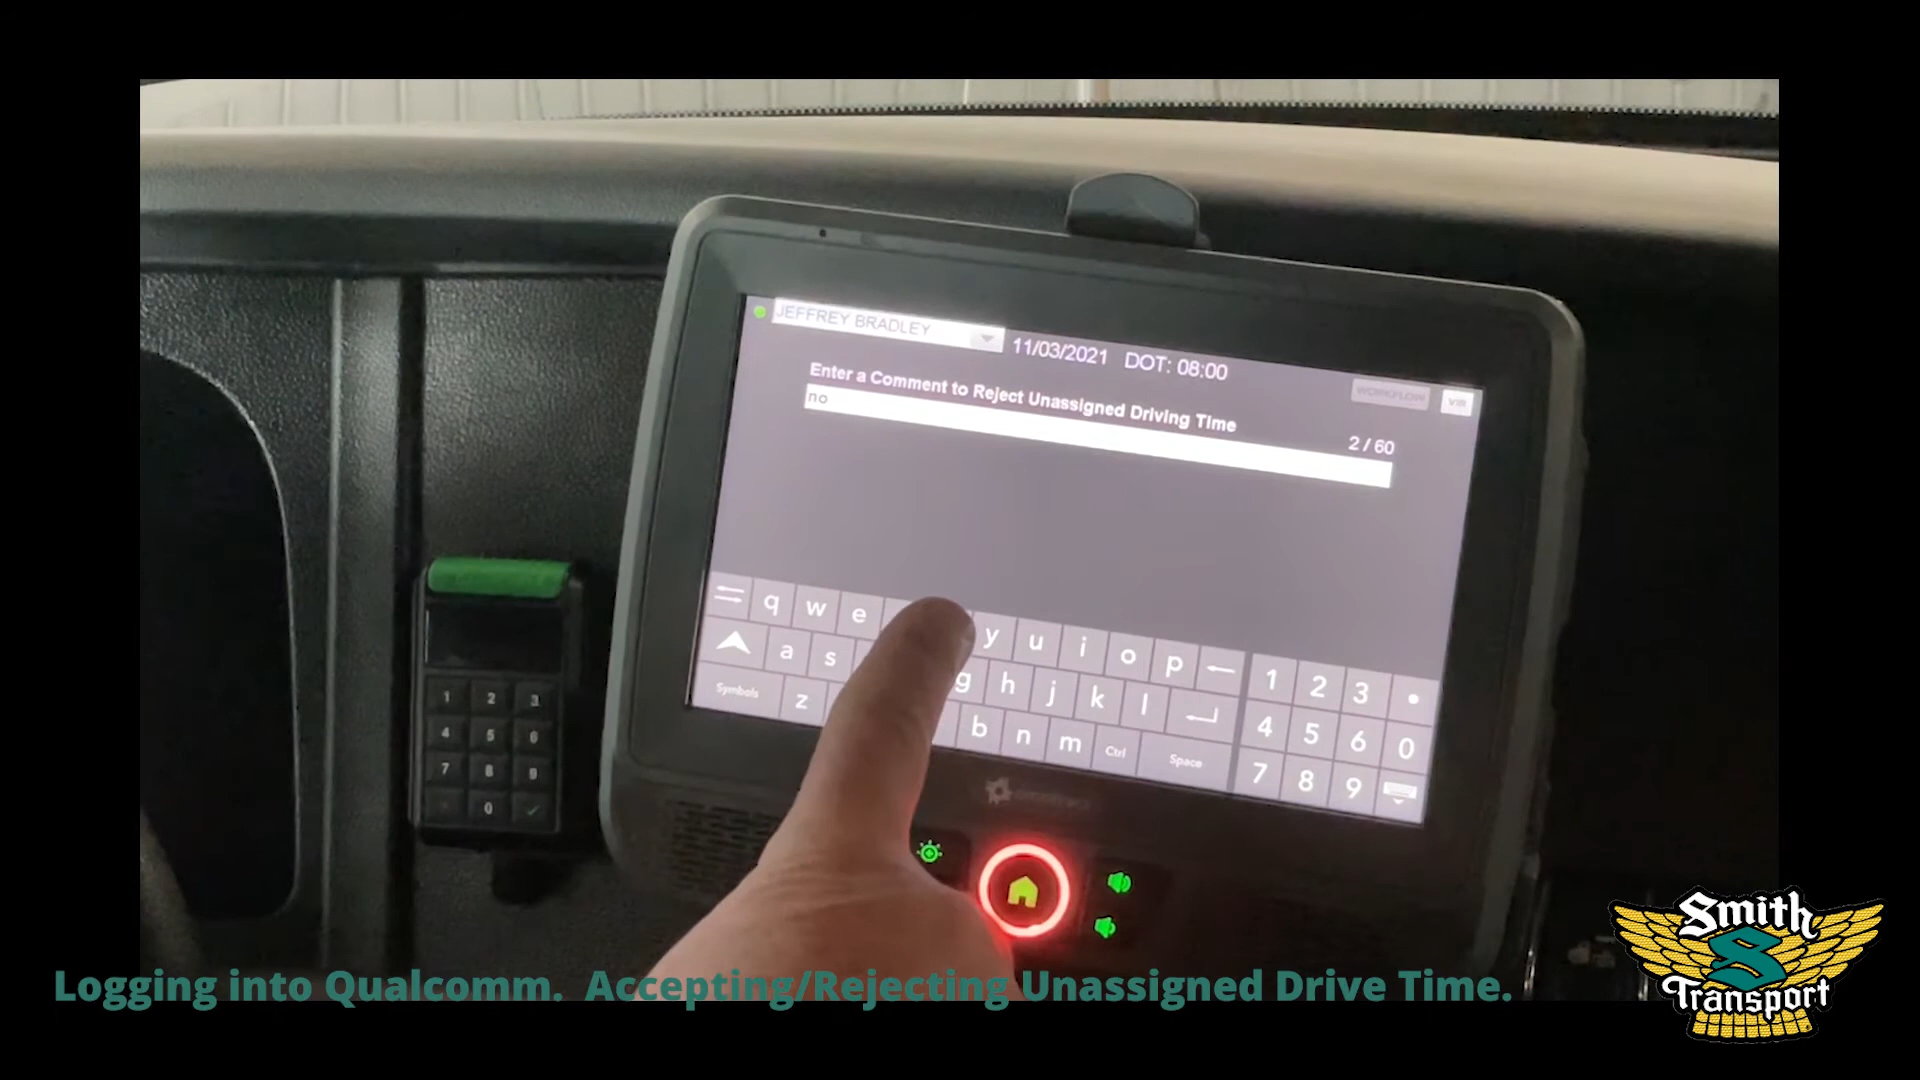 JEFFREY BRADLEY
11/03/2021 DOT: 08:00
WORKFLOW VIR
Enter a Comment to Reject Unassigned Driving Time
no
2 / 60
q w e y u i o p 1 2 3 •
a s g h j k l 4 5 6 0
Symbols z b n m Ctrl Space 7 8 9
1 2 3
4 5 6
7 8 9
0
Logging into Qualcomm. Accepting/Rejecting Unassigned Drive Time.
Smith
S
Transport